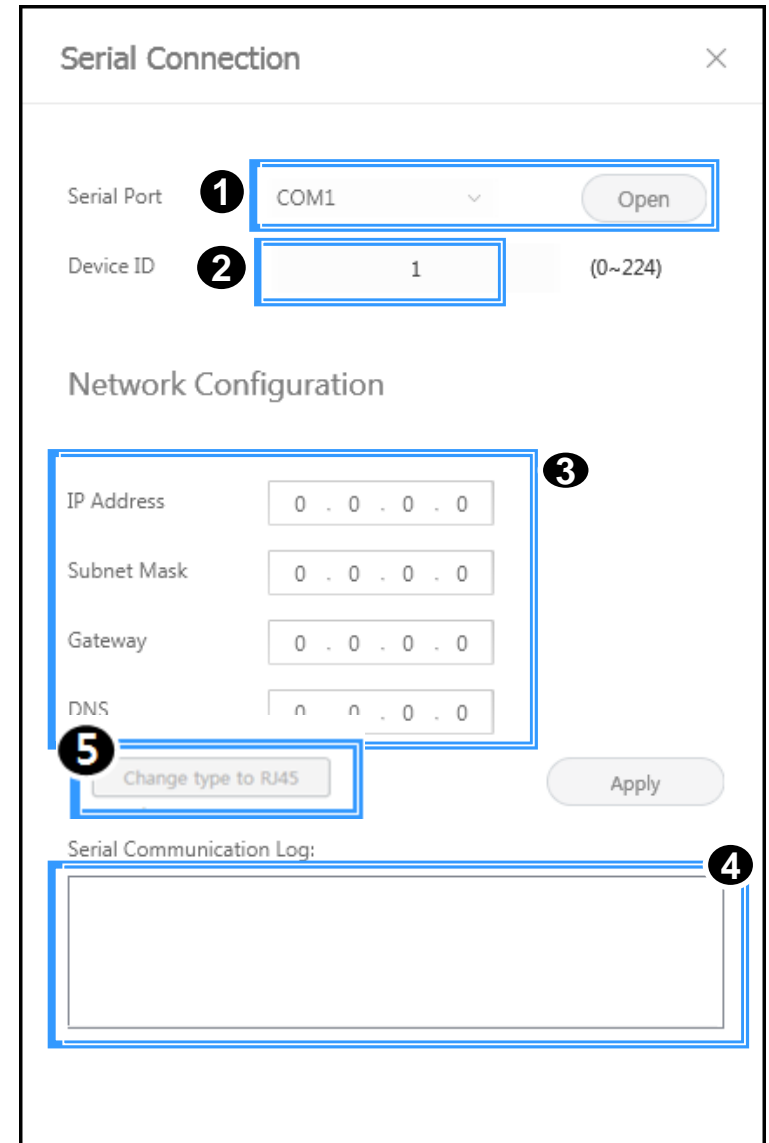 Serial Connection
Serial Port 1 COM1 Open
Device ID 2 1 (0~224)
Network Configuration
3
IP Address 0 . 0 . 0 . 0
Subnet Mask 0 . 0 . 0 . 0
Gateway 0 . 0 . 0 . 0
DNS 0 0 . 0 . 0
5
Change type to RJ45 Apply
Serial Communication Log:
4